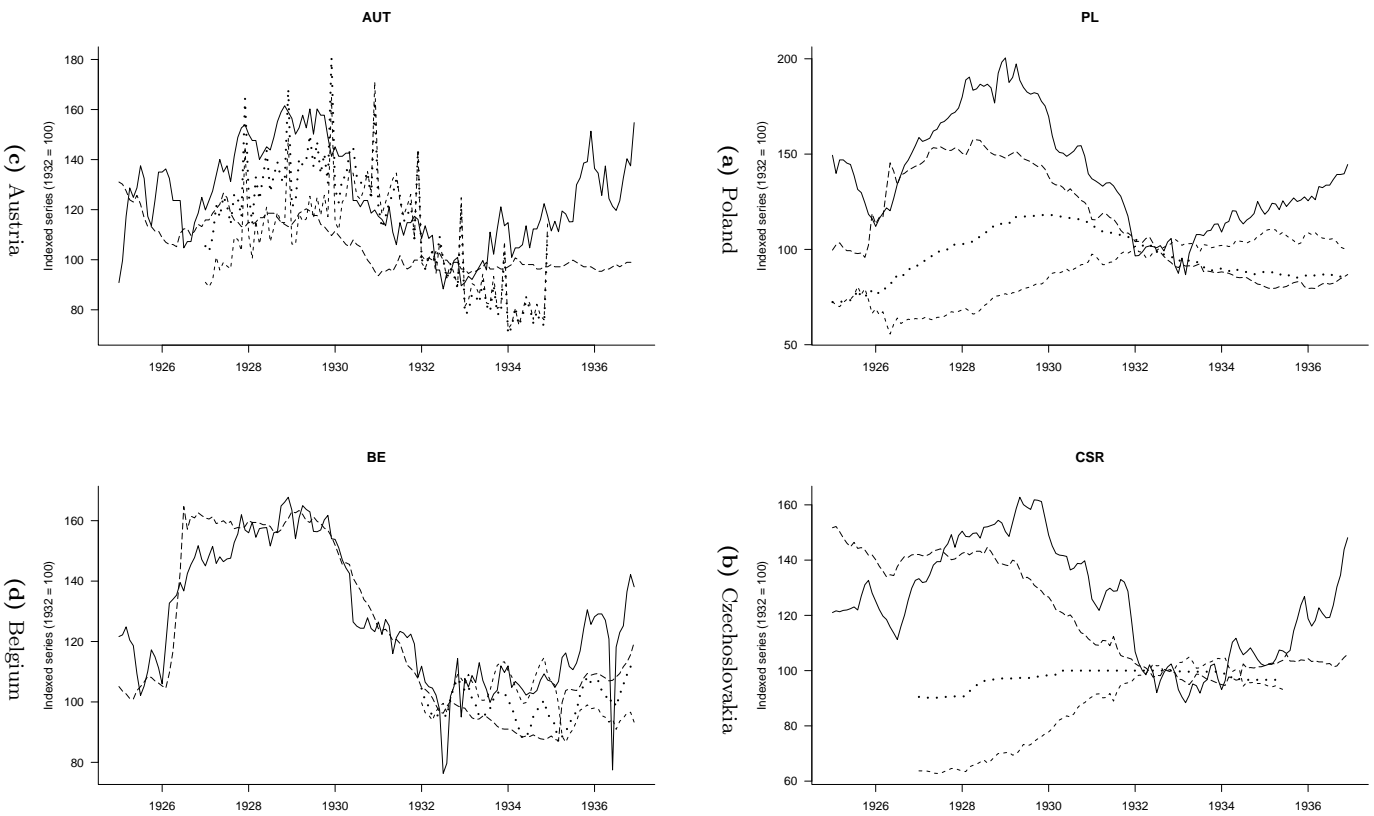 AUT
Indexed series (1932 = 100)
180
160
140
120
100
80
1926 1928 1930 1932 1934 1936
(c) Austria
PL
Indexed series (1932 = 100)
200
150
100
50
1926 1928 1930 1932 1934 1936
(a) Poland
BE
Indexed series (1932 = 100)
160
140
120
100
80
1926 1928 1930 1932 1934 1936
(d) Belgium
CSR
Indexed series (1932 = 100)
160
140
120
100
80
60
1926 1928 1930 1932 1934 1936
(b) Czechoslovakia